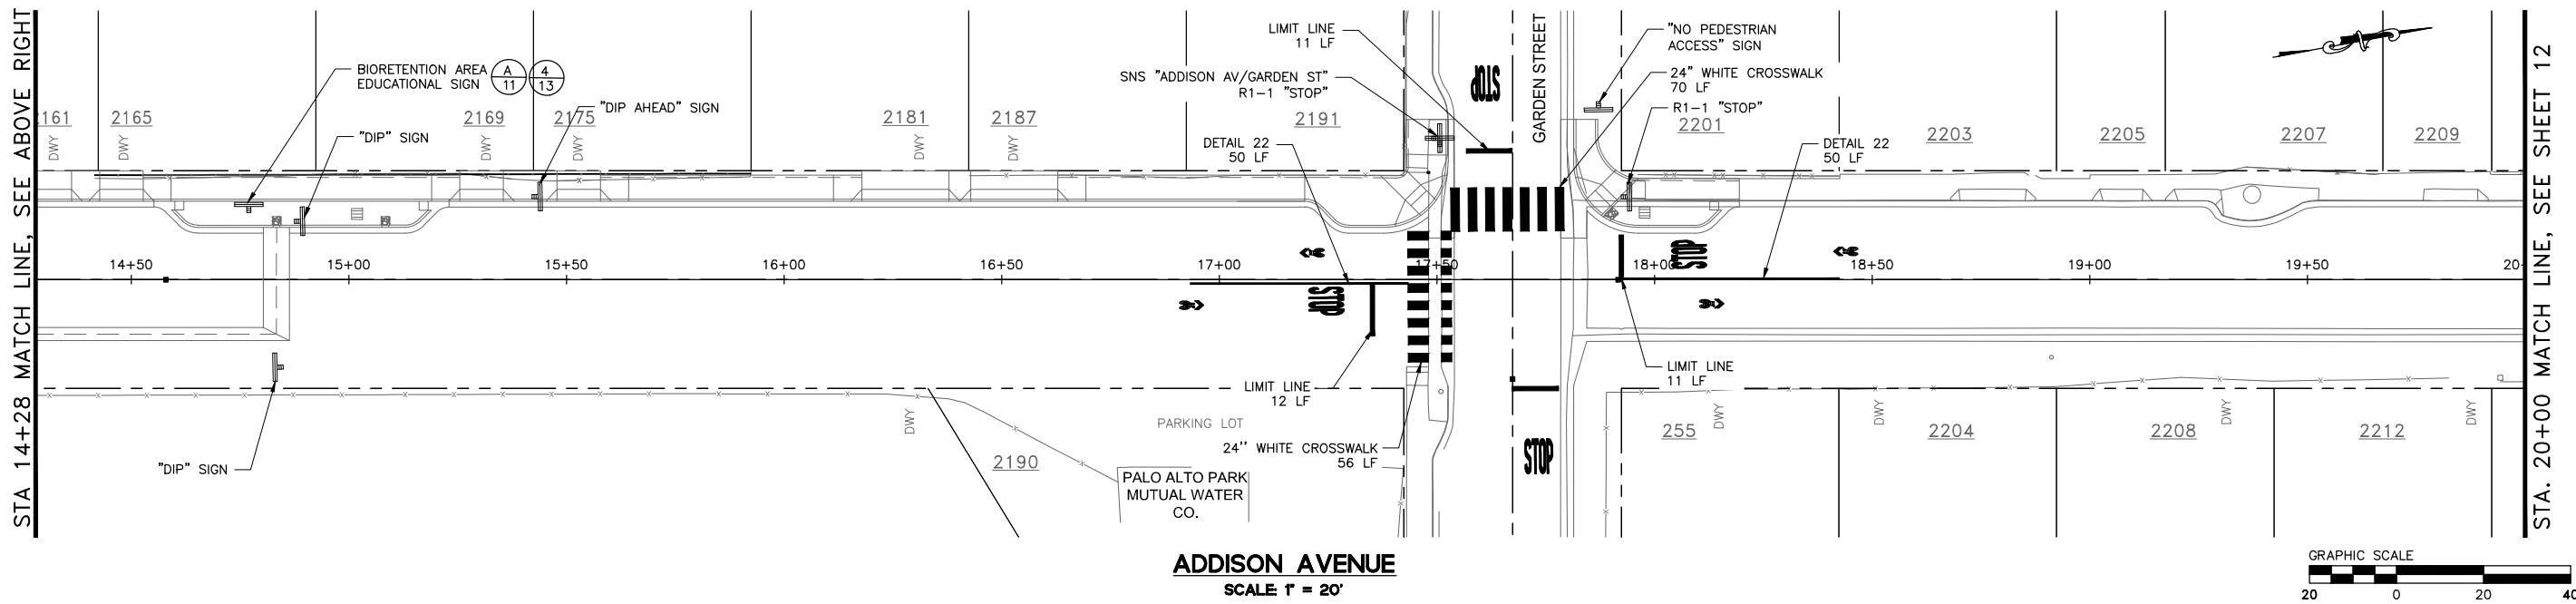 STA 14+28 MATCH LINE, SEE ABOVE RIGHT
2161
DWY
2165
DWY
BIORETENTION AREA
EDUCATIONAL SIGN
A
11
4
13
"DIP" SIGN
2169
DWY
"DIP AHEAD" SIGN
2175
DWY
2181
DWY
2187
DWY
LIMIT LINE
11 LF
SNS "ADDISON AV/GARDEN ST"
R1-1 "STOP"
2191
DETAIL 22
50 LF
STOP
GARDEN STREET
"NO PEDESTRIAN
ACCESS" SIGN
24" WHITE CROSSWALK
70 LF
R1-1 "STOP"
2201
DETAIL 22
50 LF
2203
2205
2207
2209
14+50
15+00
15+50
16+00
16+50
17+00
17+50
18+00
18+50
19+00
19+50
20
STOP
STOP
"DIP" SIGN
DWY
2190
PARKING LOT
PALO ALTO PARK
MUTUAL WATER
CO.
LIMIT LINE
12 LF
24'' WHITE CROSSWALK
56 LF
STOP
LIMIT LINE
11 LF
255
DWY
DWY
2204
2208
DWY
2212
DWY
STA. 20+00 MATCH LINE, SEE SHEET 12
ADDISON AVENUE
SCALE: 1" = 20'
GRAPHIC SCALE
20
0
20
40